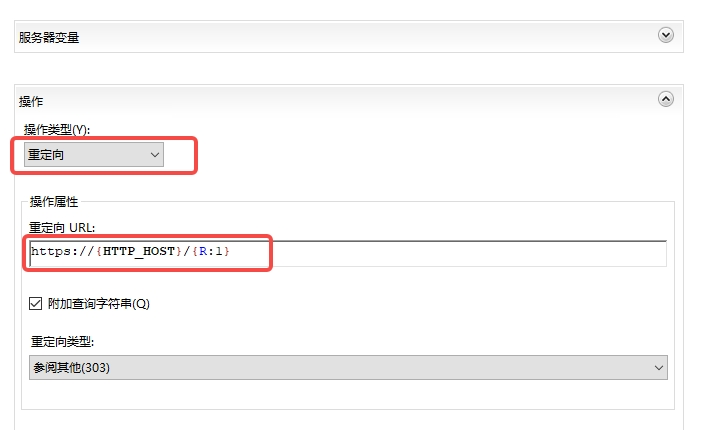 服务器变量
操作
操作类型(Y):
重定向
操作属性
重定向 URL:
https://{HTTP_HOST}/{R:1}
附加查询字符串(Q)
重定向类型:
参阅其他(303)